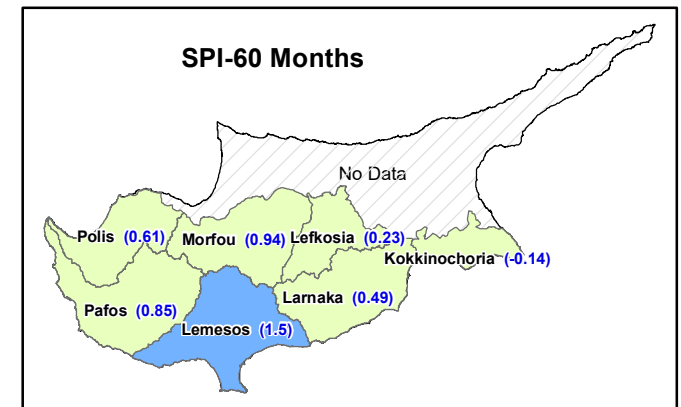 SPI-60 Months
No Data
Polis (0.61)
Morfou (0.94)
Lefkosia (0.23)
Kokkinochoria (-0.14)
Pafos (0.85)
Larnaka (0.49)
Lemesos (1.5)